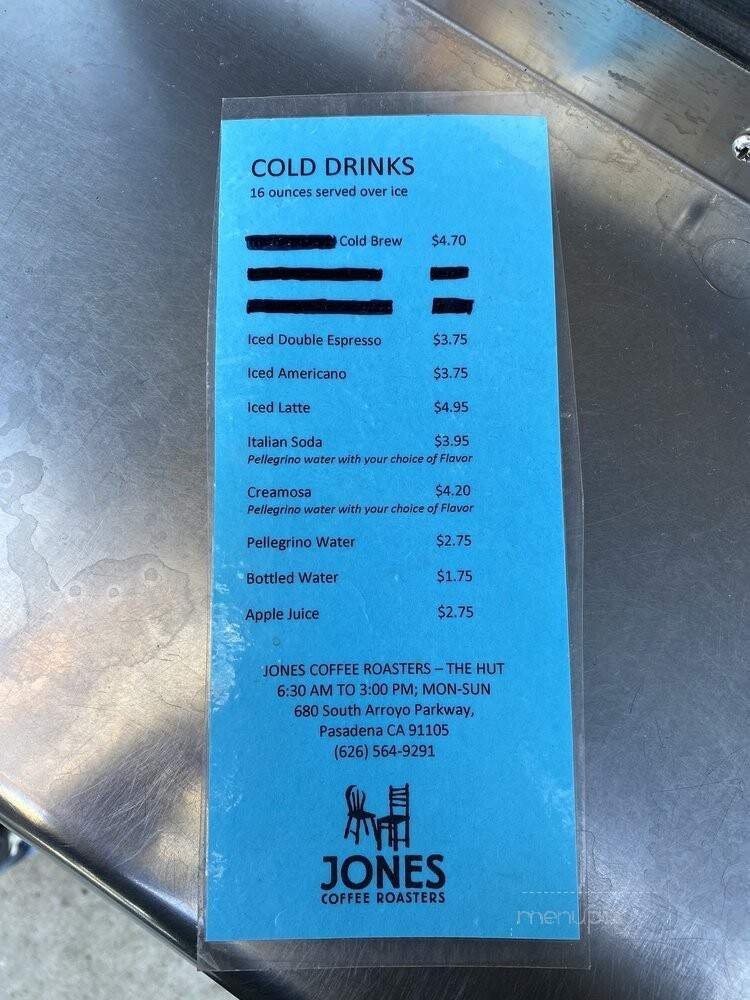 COLD DRINKS
16 ounces served over ice
Cold Brew $4.70
Iced Double Espresso $3.75
Iced Americano $3.75
Iced Latte $4.95
Italian Soda $3.95
Pellegrino water with your choice of Flavor
Creamosa $4.20
Pellegrino water with your choice of Flavor
Pellegrino Water $2.75
Bottled Water $1.75
Apple Juice $2.75
JONES COFFEE ROASTERS – THE HUT
6:30 AM TO 3:00 PM; MON-SUN
680 South Arroyo Parkway,
Pasadena CA 91105
(626) 564-9291
JONES
COFFEE ROASTERS